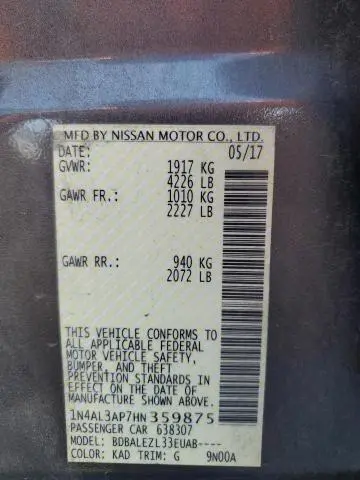 MFD BY NISSAN MOTOR CO., LTD.
DATE: 05/17
GVWR: 1917 KG
4226 LB
GAWR FR.: 1010 KG
2227 LB
GAWR RR.: 940 KG
2072 LB
THIS VEHICLE CONFORMS TO
ALL APPLICABLE FEDERAL
MOTOR VEHICLE SAFETY,
BUMPER, AND THEFT
PREVENTION STANDARDS
IN EFFECT ON THE DATE OF
MANUFACTURE SHOWN ABOVE.
1N4AL3AP7HN359875
PASSENGER CAR 638307
MODEL: BDBALEZL33EUAB----
COLOR: KAD TRIM: G 9N00A